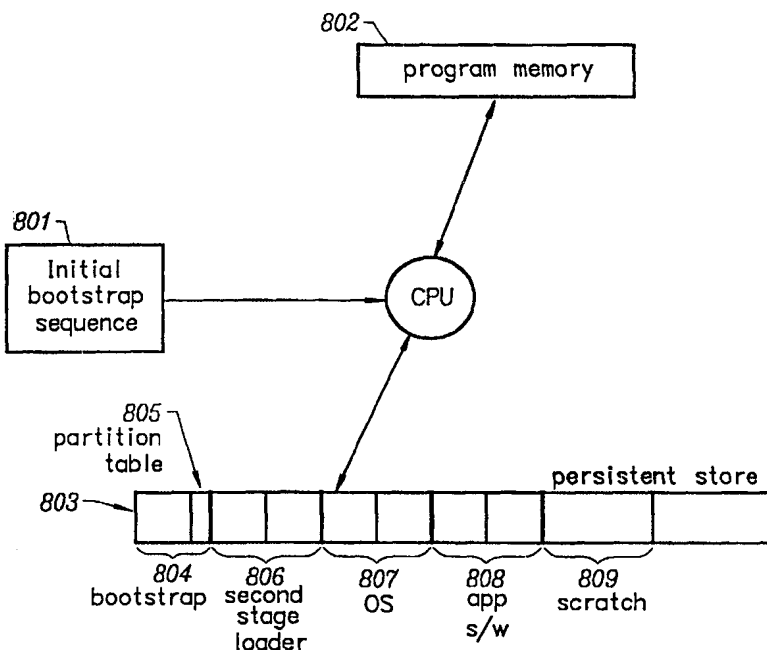 802
program memory
801
Initial
bootstrap
sequence
CPU
805
partition
table
persistent store
803
804
bootstrap
806
second
stage
loader
807
OS
808
app
s/w
809
scratch